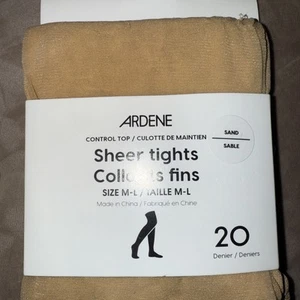 ARDENE
CONTROL TOP / CULOTTE DE MAINTIEN
SAND
SABLE
Sheer tights
Collants fins
SIZE M-L / TAILLE M-L
Made in China / Fabriqué en Chine
20
Denier / Deniers